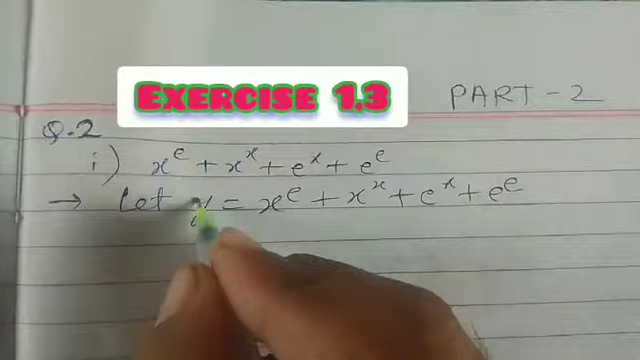 EXERCISE 1.3
PART - 2
Q.2
i) x^e + x^x + e^x + e^e
→ Let y = x^e + x^x + e^x + e^e